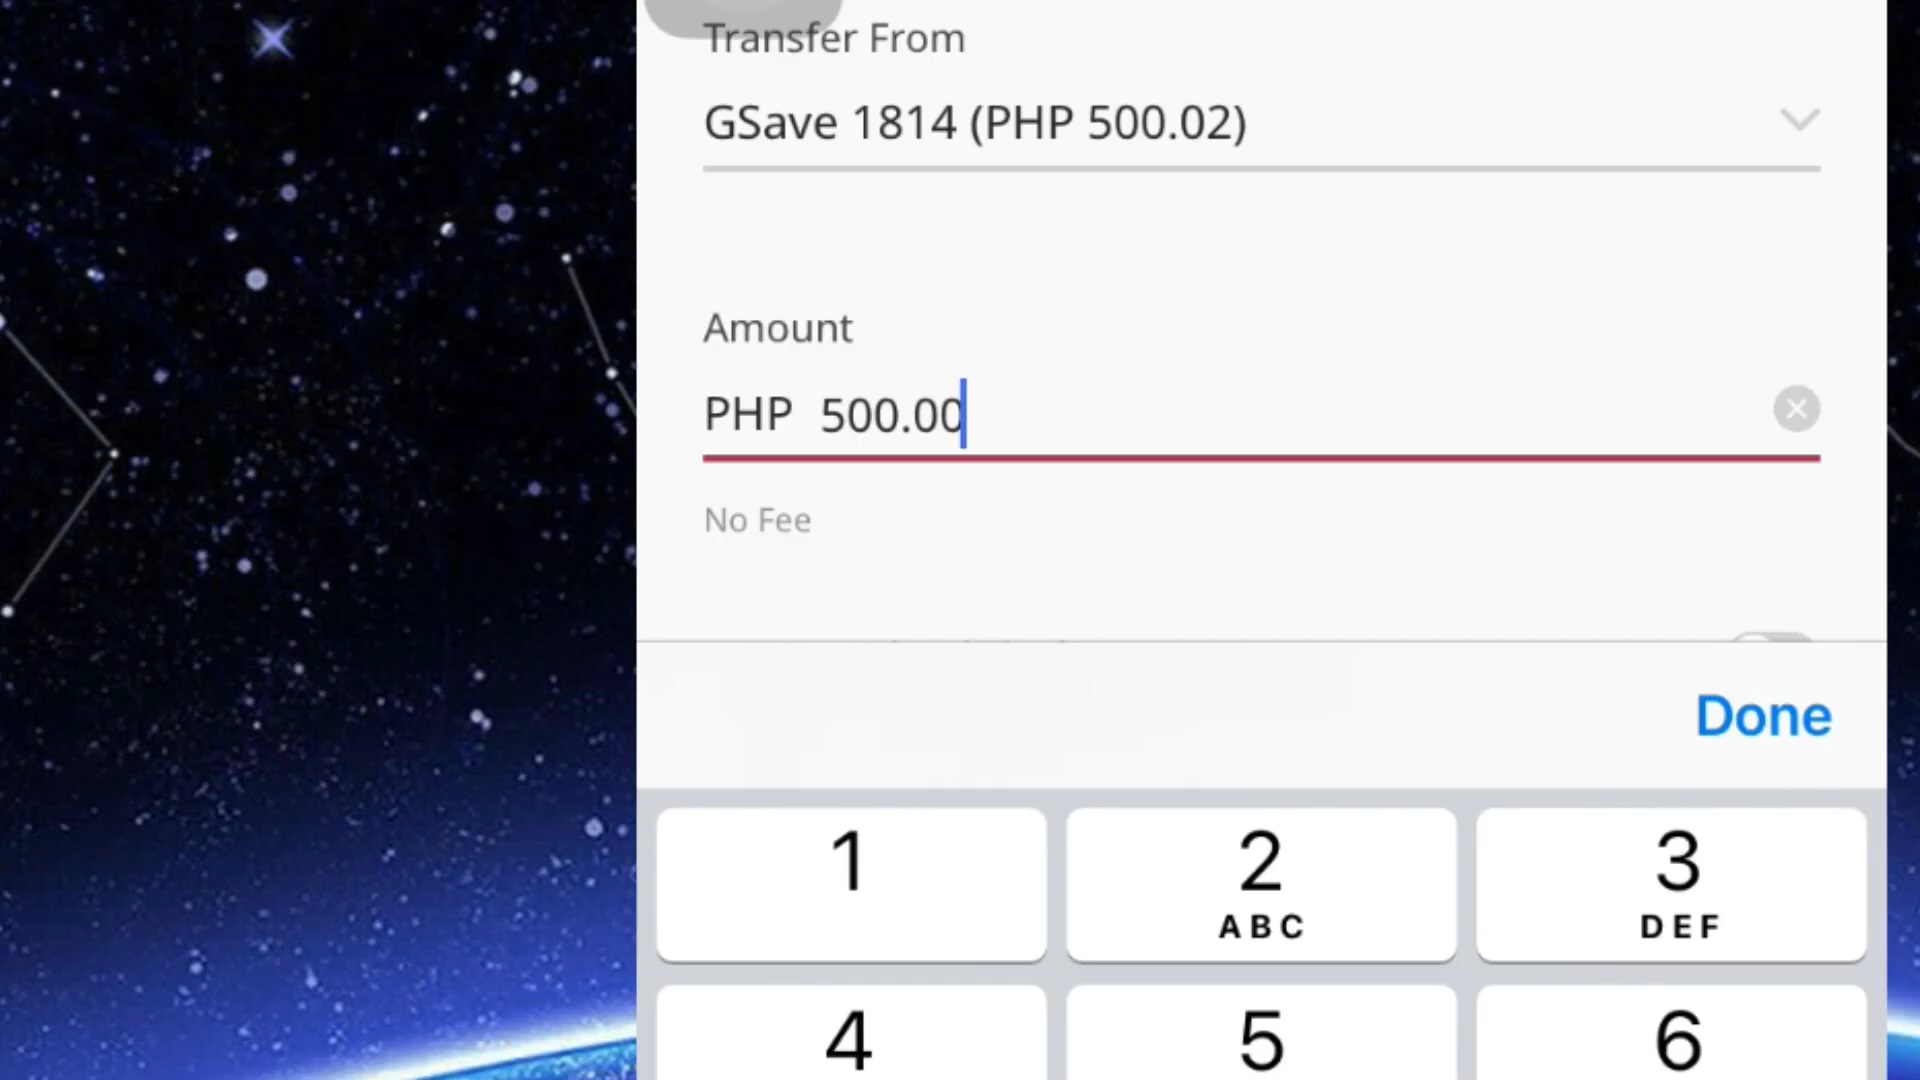 Transfer From
GSave 1814 (PHP 500.02)
Amount
PHP 500.00
No Fee
Done
1
2
ABC
3
DEF
4
5
6